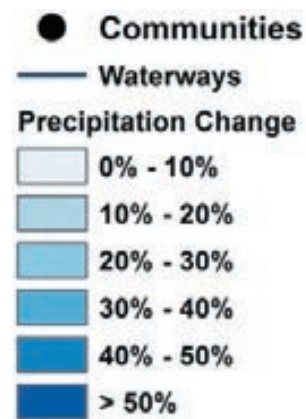 Communities
Waterways
Precipitation Change
0% - 10%
10% - 20%
20% - 30%
30% - 40%
40% - 50%
> 50%